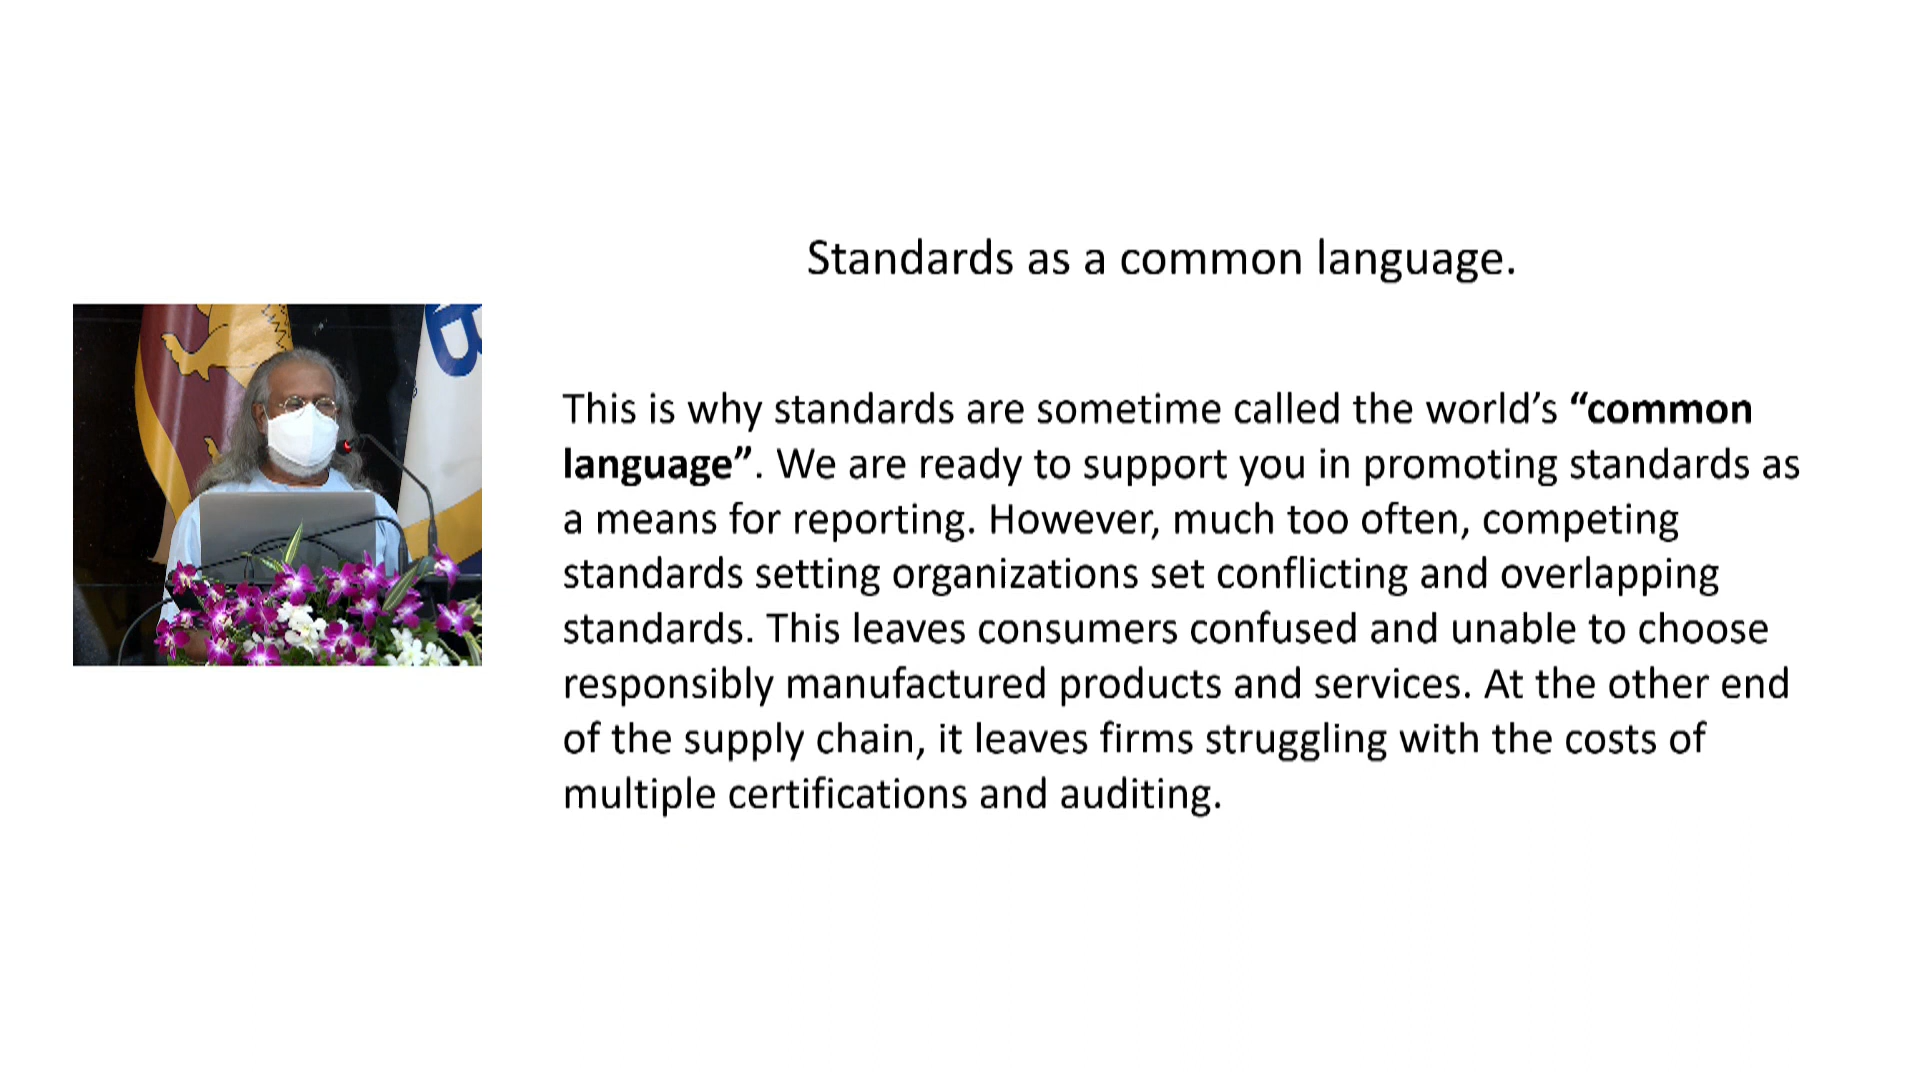 Standards as a common language.
This is why standards are sometime called the world’s “common
language”. We are ready to support you in promoting standards as
a means for reporting. However, much too often, competing
standards setting organizations set conflicting and overlapping
standards. This leaves consumers confused and unable to choose
responsibly manufactured products and services. At the other end
of the supply chain, it leaves firms struggling with the costs of
multiple certifications and auditing.